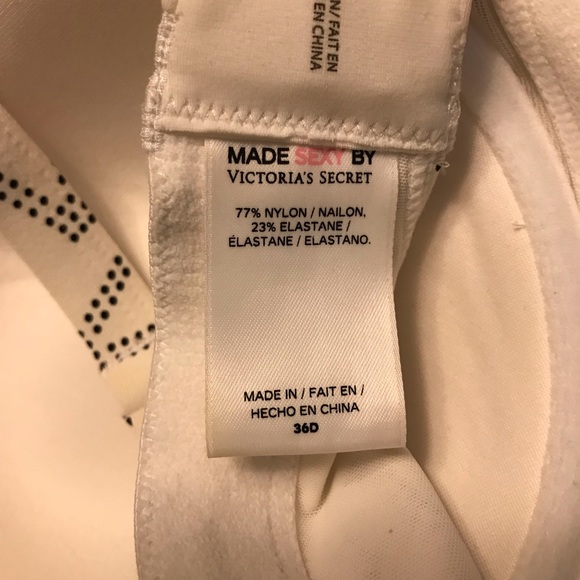 N/ FAIT EN
EN CHINA
MADE SEXY BY
VICTORIA'S SECRET
77% NYLON / NAILON,
23% ELASTANE /
ÉLASTANE / ELASTANO.
MADE IN / FAIT EN /
HECHO EN CHINA
36D